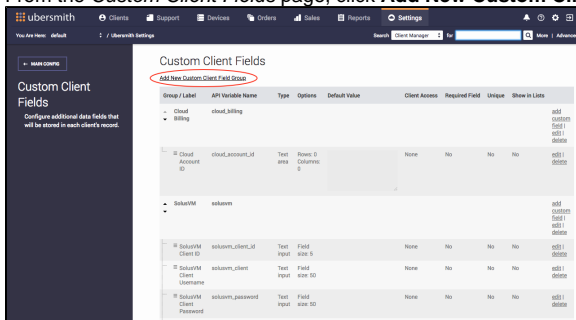 From the Custom Client Fields page, click Add New Custom Cli
ubersmith Clients Support Devices Orders Sales Reports Settings
You Are Here: default / Ubersmith Settings Search Client Manager for More | Advance
← MAIN CONFIG
Custom Client Fields
Configure additional data fields that will be stored in each client's record.
Custom Client Fields
Add New Custom Client Field Group
Group / Label API Variable Name Type Options Default Value Client Access Required Field Unique Show in Lists
Cloud Billing cloud_billing add custom field | edit | delete
Cloud Account ID cloud_account_id Text area Rows: 0 Columns: 0 None No No No edit | delete
SolusVM solusvm add custom field | edit | delete
SolusVM Client ID solusvm_client_id Text input Field size: 5 None No No No edit | delete
SolusVM Client Username solusvm_client Text input Field size: 50 None No No No edit | delete
SolusVM Client Password solusvm_password Text input Field size: 50 None No No No edit | delete